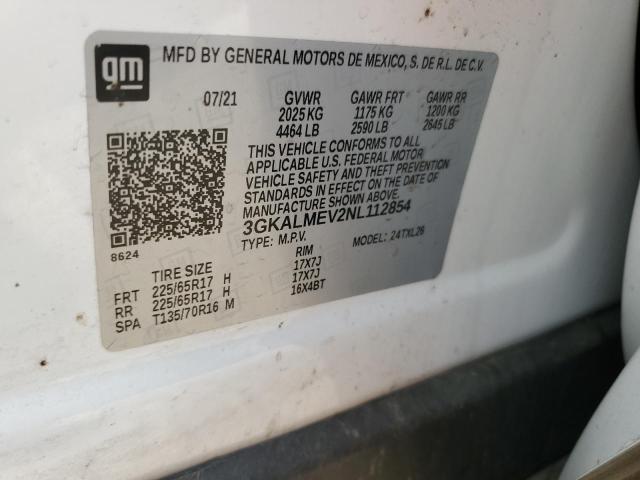 gm
MFD BY GENERAL MOTORS DE MEXICO, S. DE R.L. DE C.V.
07/21 GVWR GAWR FRT GAWR RR
2025 KG 1175 KG 1200 KG
4464 LB 2590 LB 2645 LB
THIS VEHICLE CONFORMS TO ALL
APPLICABLE U.S. FEDERAL MOTOR
VEHICLE SAFETY AND THEFT PREVENTION
STANDARDS IN EFFECT ON THE DATE OF
MANUFACTURE SHOWN ABOVE.
3GKALMEV2NL112854
TYPE: M.P.V. MODEL: 24TXL26
8624
TIRE SIZE RIM
FRT 225/65R17 H 17X7J
RR 225/65R17 H 17X7J
SPA T135/70R16 M 16X4BT